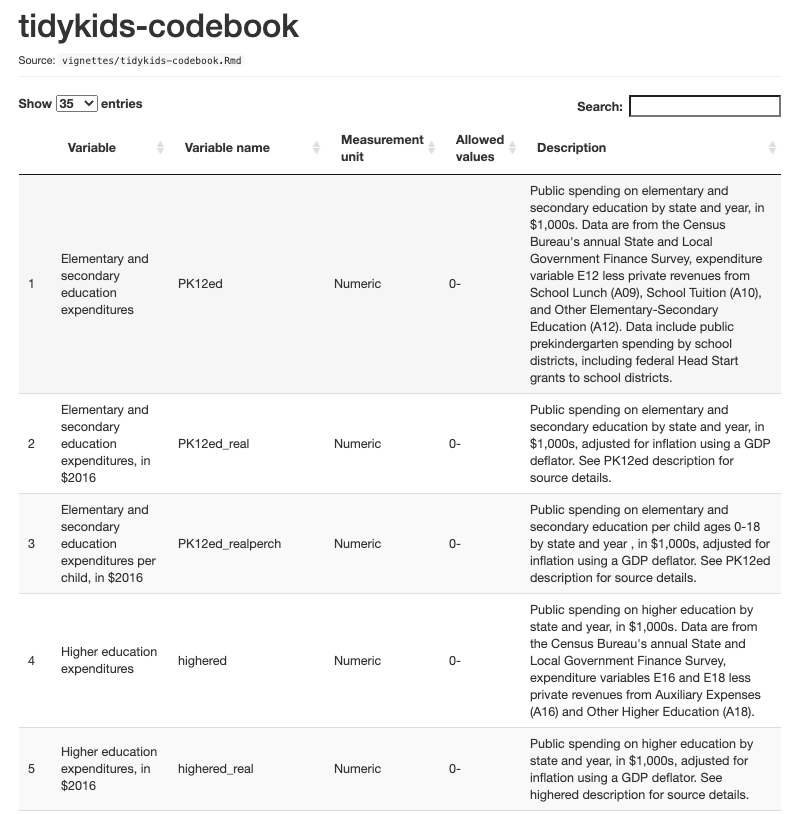 tidykids-codebook
Source: vignettes/tidykids-codebook.Rmd
Show 35 entries
Search:
Variable
Variable name
Measurement
unit
Allowed
values
Description
1
Elementary and
secondary
education
expenditures
PK12ed
Numeric
0-
Public spending on elementary and
secondary education by state and year, in
$1,000s. Data are from the Census
Bureau's annual State and Local
Government Finance Survey, expenditure
variable E12 less private revenues from
School Lunch (A09), School Tuition (A10),
and Other Elementary-Secondary
Education (A12). Data include public
prekindergarten spending by school
districts, including federal Head Start
grants to school districts.
2
Elementary and
secondary
education
expenditures, in
$2016
PK12ed_real
Numeric
0-
Public spending on elementary and
secondary education by state and year, in
$1,000s, adjusted for inflation using a GDP
deflator. See PK12ed description for
source details.
3
Elementary and
secondary
education
expenditures per
child, in $2016
PK12ed_realperch
Numeric
0-
Public spending on elementary and
secondary education per child ages 0-18
by state and year , in $1,000s, adjusted for
inflation using a GDP deflator. See PK12ed
description for source details.
4
Higher education
expenditures
highered
Numeric
0-
Public spending on higher education by
state and year, in $1,000s. Data are from
the Census Bureau's annual State and
Local Government Finance Survey,
expenditure variables E16 and E18 less
private revenues from Auxiliary Expenses
(A16) and Other Higher Education (A18).
5
Higher education
expenditures, in
$2016
highered_real
Numeric
0-
Public spending on higher education by
state and year, in $1,000s, adjusted for
inflation using a GDP deflator. See
highered description for source details.